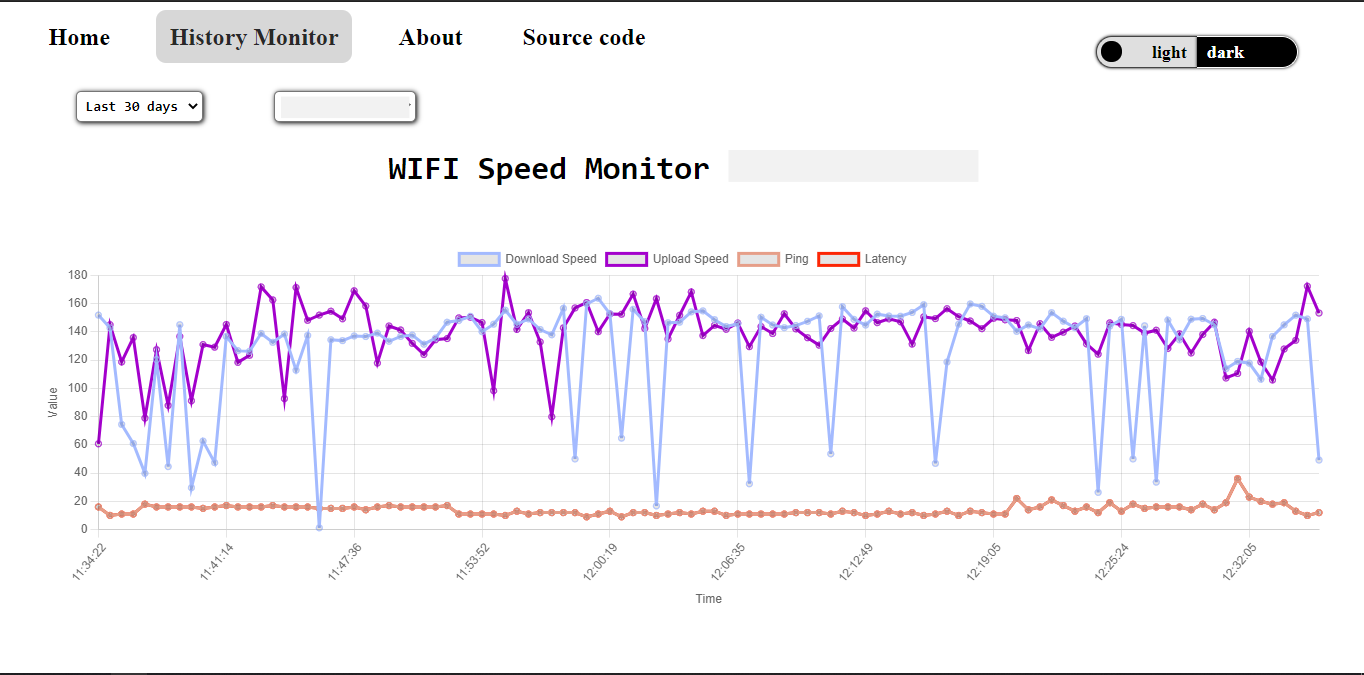 Home History Monitor About Source code
light dark
Last 30 days
WIFI Speed Monitor
Download Speed Upload Speed Ping Latency
180
160
140
120
100
80
60
40
20
0
Value
11:34:22 11:41:14 11:47:36 11:53:52 12:00:19 12:06:35 12:12:49 12:19:05 12:25:24 12:32:05
Time